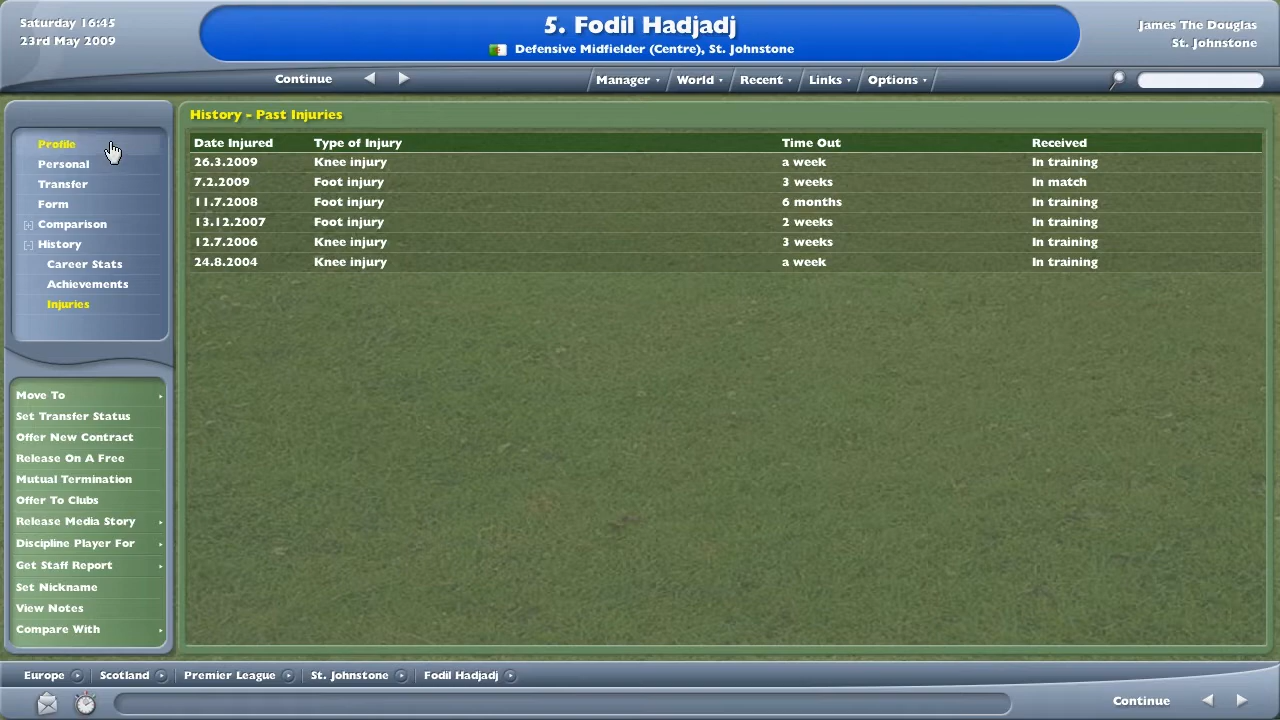 Saturday 16:45
23rd May 2009
5. Fodil Hadjadj
Defensive Midfielder (Centre), St. Johnstone
James The Douglas
St. Johnstone
Continue
Manager
World
Recent
Links
Options
Profile
Personal
Transfer
Form
Comparison
History
Career Stats
Achievements
Injuries
Move To
Set Transfer Status
Offer New Contract
Release On A Free
Mutual Termination
Offer To Clubs
Release Media Story
Discipline Player For
Get Staff Report
Set Nickname
View Notes
Compare With
History - Past Injuries
Date Injured Type of Injury Time Out Received
26.3.2009 Knee injury a week In training
7.2.2009 Foot injury 3 weeks In match
11.7.2008 Foot injury 6 months In training
13.12.2007 Foot injury 2 weeks In training
12.7.2006 Knee injury 3 weeks In training
24.8.2004 Knee injury a week In training
Europe Scotland Premier League St. Johnstone Fodil Hadjadj
Continue